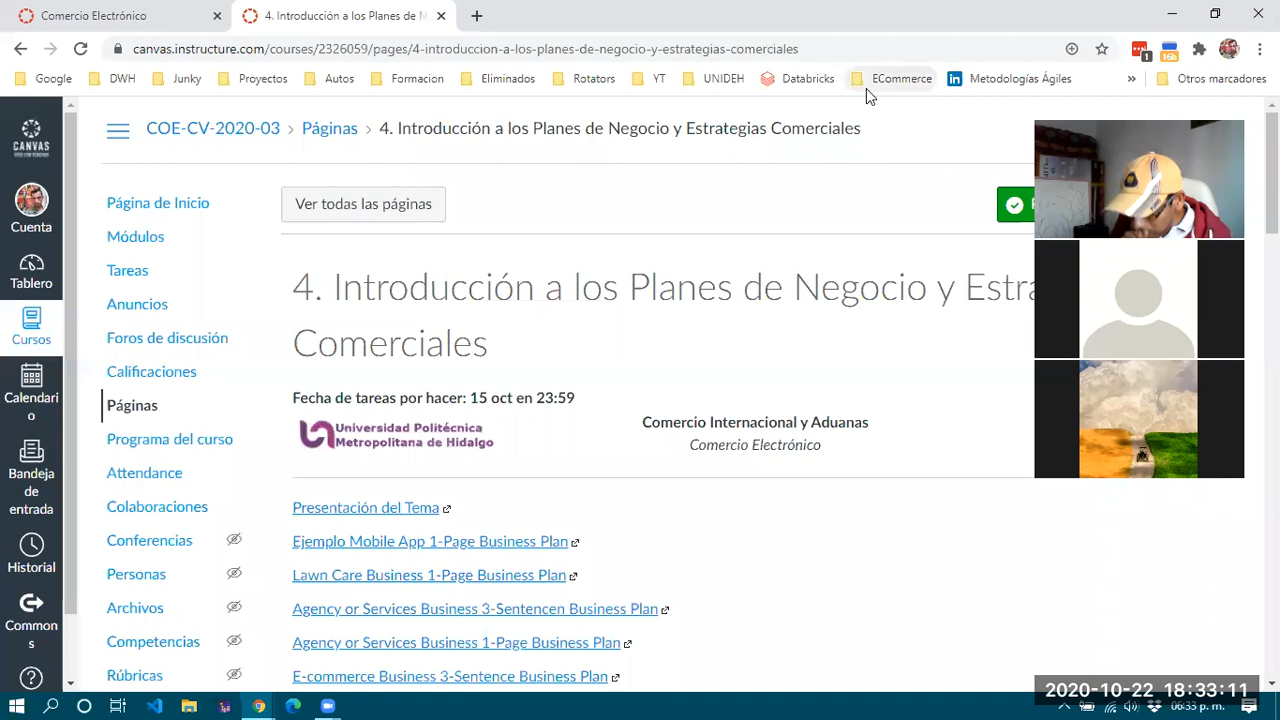 Comercio Electrónico
4. Introducción a los Planes de N
canvas.instructure.com/courses/2326059/pages/4-introduccion-a-los-planes-de-negocio-y-estrategias-comerciales
1
16h
Google
DWH
Junky
Proyectos
Autos
Formacion
Eliminados
Rotators
YT
UNIDEH
Databricks
ECommerce
Metodologías Ágiles
»
Otros marcadores
CANVAS
Cuenta
Tablero
Cursos
Calendari
o
Bandeja
de
entrada
Historial
Common
s
COE-CV-2020-03 > Páginas > 4. Introducción a los Planes de Negocio y Estrategias Comerciales
Página de Inicio
Módulos
Tareas
Anuncios
Foros de discusión
Calificaciones
Páginas
Programa del curso
Attendance
Colaboraciones
Conferencias
Personas
Archivos
Competencias
Rúbricas
Ver todas las páginas
4. Introducción a los Planes de Negocio y Estra
Comerciales
Fecha de tareas por hacer: 15 oct en 23:59
Universidad Politécnica
Metropolitana de Hidalgo
Comercio Internacional y Aduanas
Comercio Electrónico
Presentación del Tema
Ejemplo Mobile App 1-Page Business Plan
Lawn Care Business 1-Page Business Plan
Agency or Services Business 3-Sentencen Business Plan
Agency or Services Business 1-Page Business Plan
E-commerce Business 3-Sentence Business Plan
2020-10-22 18:33:11
06:33 p. m.